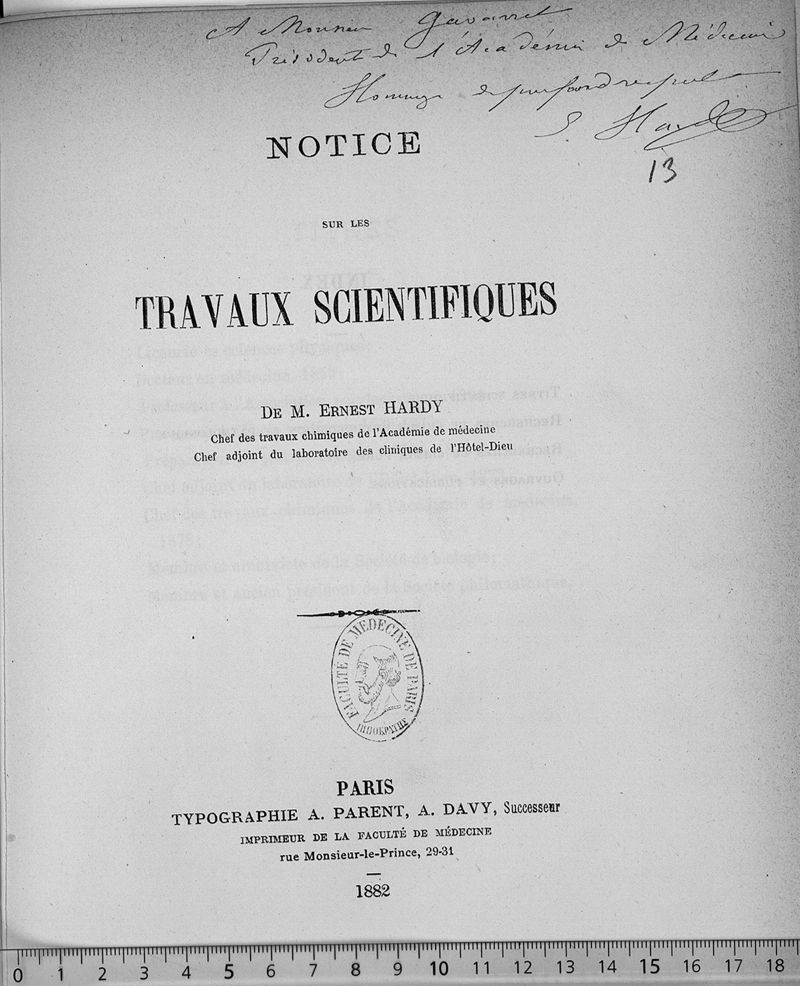 A Monsieur Gavarret
Président de l'Académie de Médecine
Hommage de profond respect
E. Hardy
13
NOTICE
SUR LES
TRAVAUX SCIENTIFIQUES
DE M. ERNEST HARDY
Chef des travaux chimiques de l'Académie de médecine
Chef adjoint du laboratoire des cliniques de l'Hôtel-Dieu
FACULTE DE MEDECINE DE PARIS
ΙΠΠΟΚΡΑΤΗΣ
PARIS
TYPOGRAPHIE A. PARENT, A. DAVY, Successeur
IMPRIMEUR DE LA FACULTÉ DE MÉDECINE
rue Monsieur-le-Prince, 29-31
1882
0 1 2 3 4 5 6 7 8 9 10 11 12 13 14 15 16 17 18